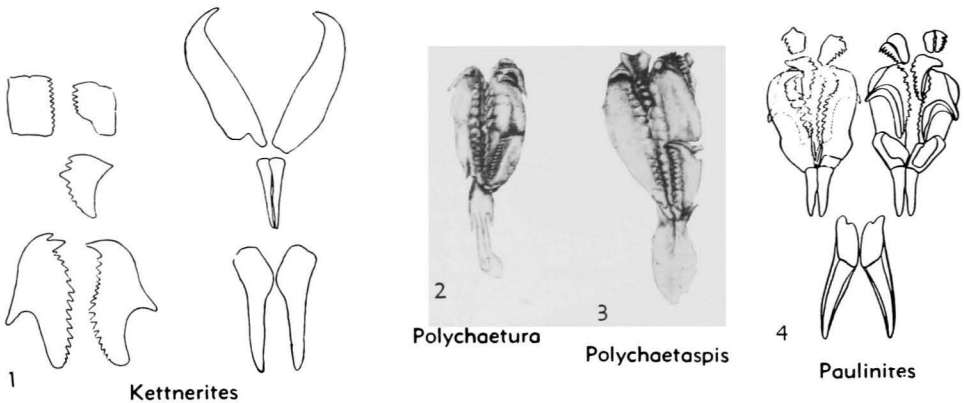 1
Kettnerites
2
Polychaetura
3
Polychaetaspis
4
Paulinites